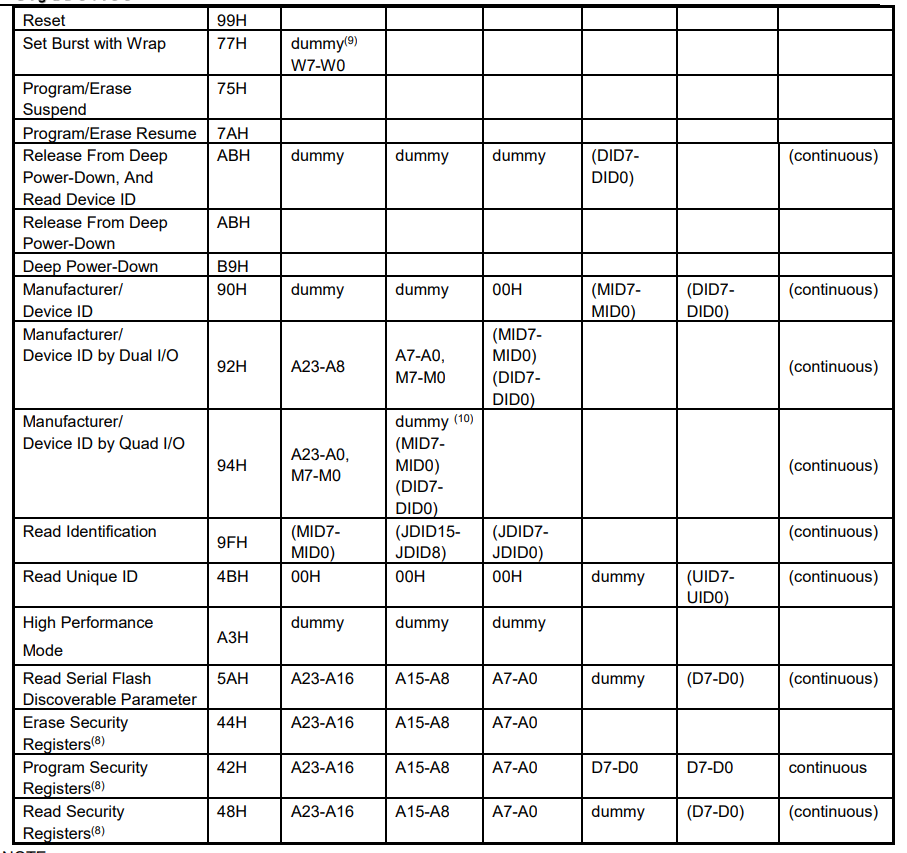 Reset 99H
Set Burst with Wrap 77H dummy(9)
W7-W0
Program/Erase 75H
Suspend
Program/Erase Resume 7AH
Release From Deep ABH dummy dummy dummy (DID7- (continuous)
Power-Down, And DID0)
Read Device ID
Release From Deep ABH
Power-Down
Deep Power-Down B9H
Manufacturer/ 90H dummy dummy 00H (MID7- (DID7- (continuous)
Device ID MID0) DID0)
Manufacturer/ (MID7-
Device ID by Dual I/O A7-A0, MID0)
92H A23-A8 (continuous)
M7-M0 (DID7-
DID0)
Manufacturer/ dummy (10)
Device ID by Quad I/O (MID7-
A23-A0, MID0)
94H (continuous)
M7-M0 (DID7-
DID0)
Read Identification (MID7- (JDID15- (JDID7- (continuous)
9FH MID0) JDID8) JDID0)
Read Unique ID 4BH 00H 00H 00H dummy (UID7- (continuous)
UID0)
High Performance dummy dummy dummy
A3H
Mode
Read Serial Flash 5AH A23-A16 A15-A8 A7-A0 dummy (D7-D0) (continuous)
Discoverable Parameter
Erase Security 44H A23-A16 A15-A8 A7-A0
Registers(8)
Program Security 42H A23-A16 A15-A8 A7-A0 D7-D0 D7-D0 continuous
Registers(8)
Read Security 48H A23-A16 A15-A8 A7-A0 dummy (D7-D0) (continuous)
Registers(8)